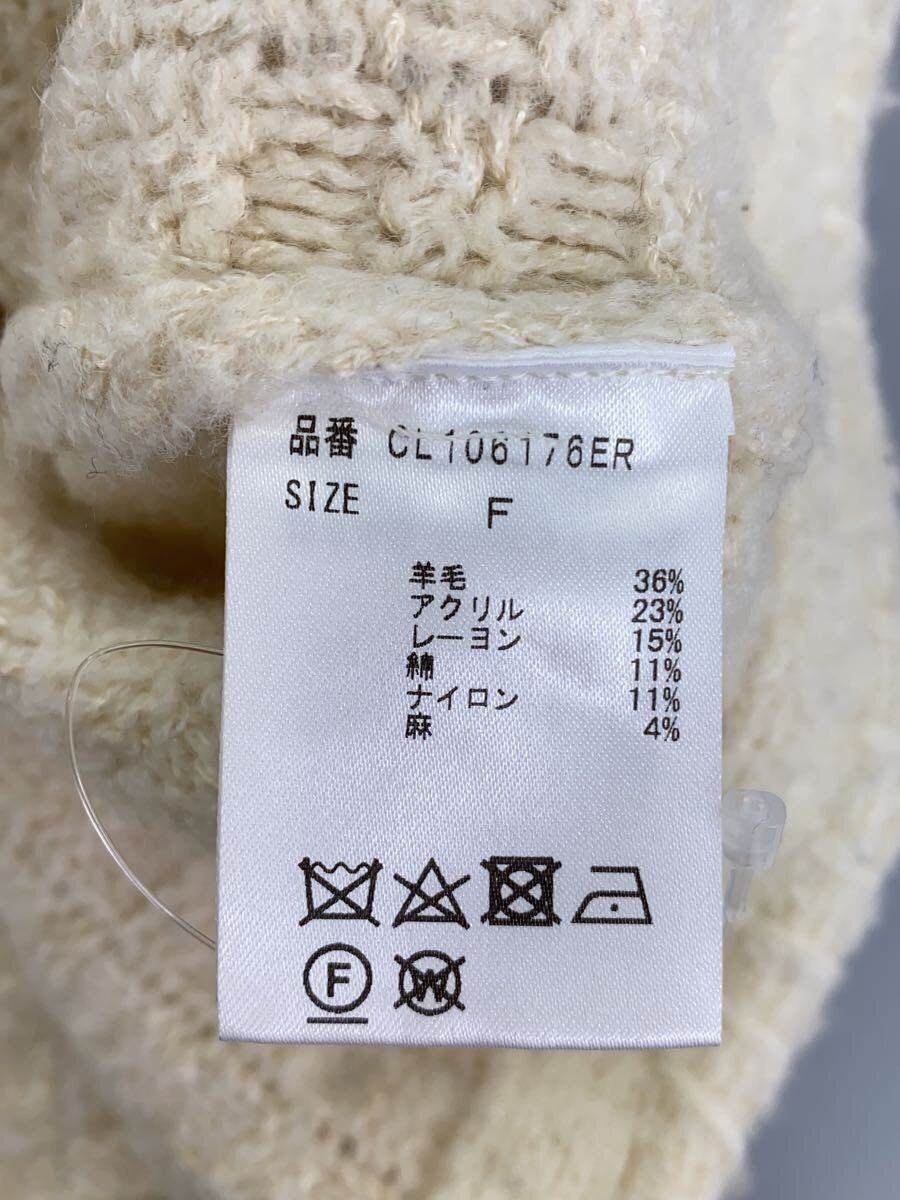 品番 CL106176ER
SIZE F
羊毛 36%
アクリル 23%
レーヨン 15%
綿 11%
ナイロン 11%
麻 4%
F W